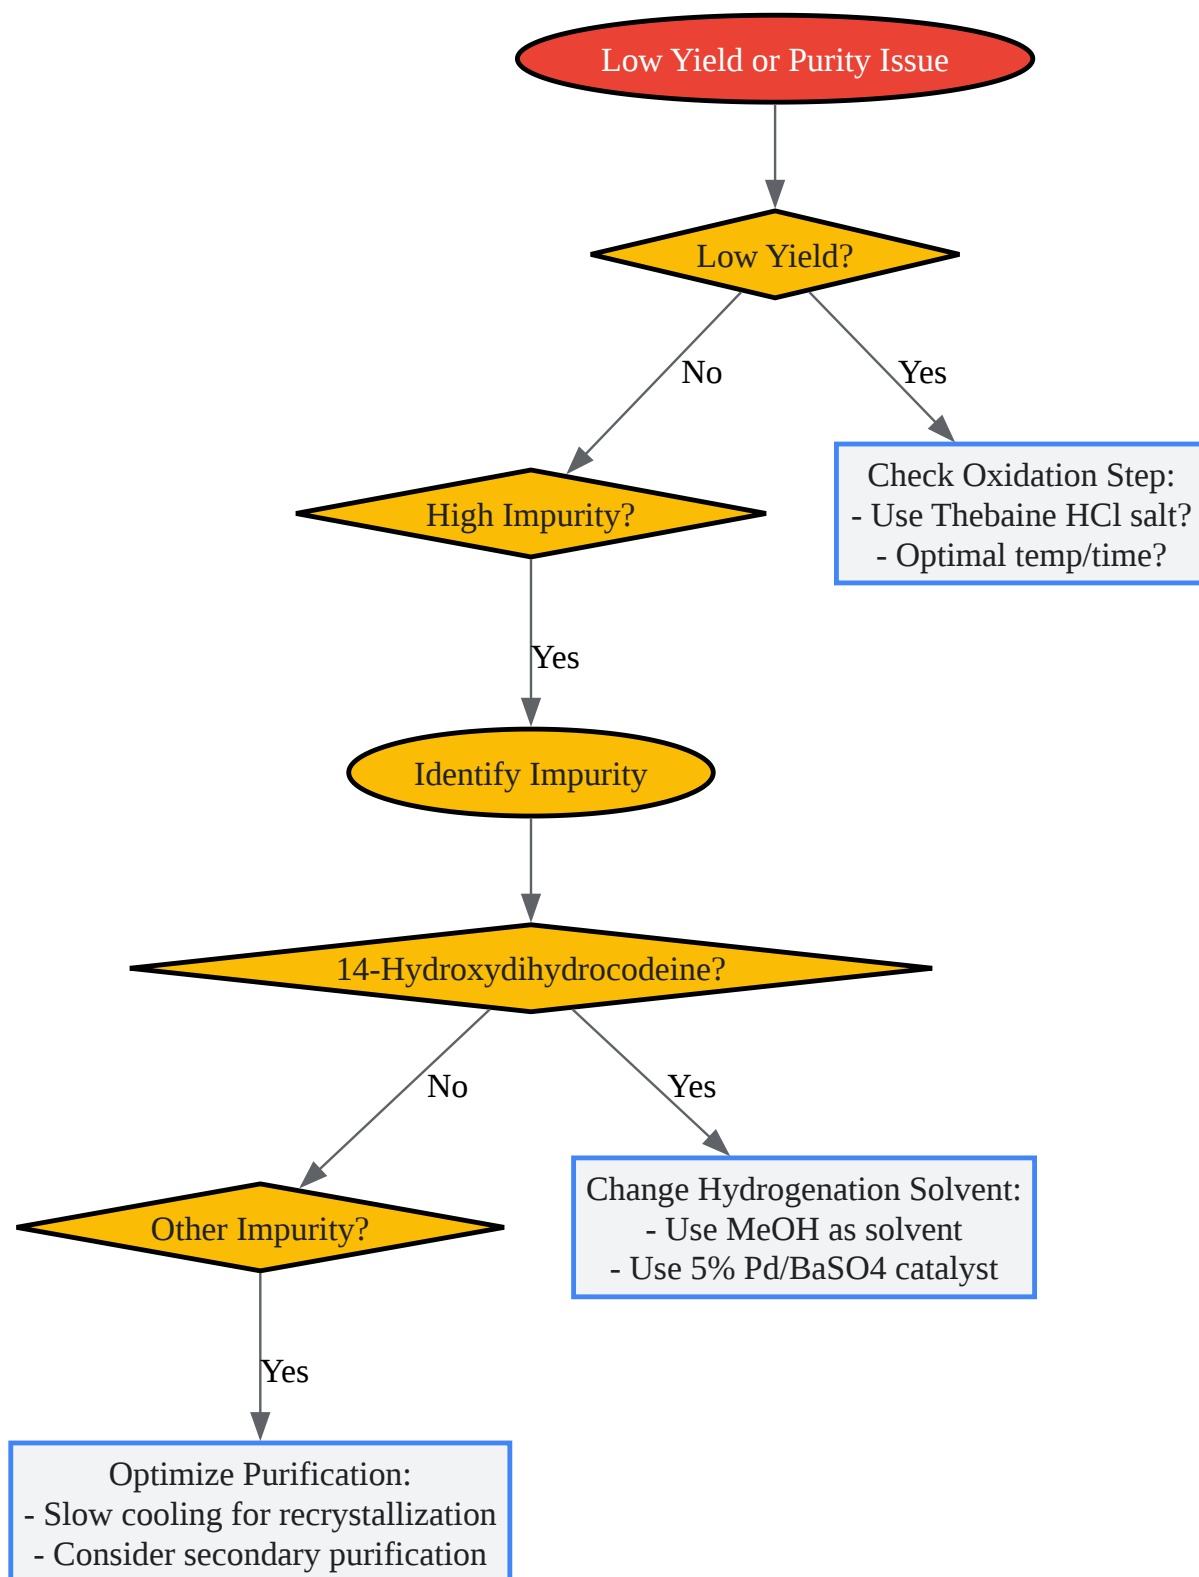 Low Yield or Purity Issue
Low Yield?
No
Yes
Check Oxidation Step:
- Use Thebaine HCl salt?
- Optimal temp/time?
High Impurity?
Yes
Identify Impurity
14-Hydroxydihydrocodeine?
No
Yes
Change Hydrogenation Solvent:
- Use MeOH as solvent
- Use 5% Pd/BaSO4 catalyst
Other Impurity?
Yes
Optimize Purification:
- Slow cooling for recrystallization
- Consider secondary purification